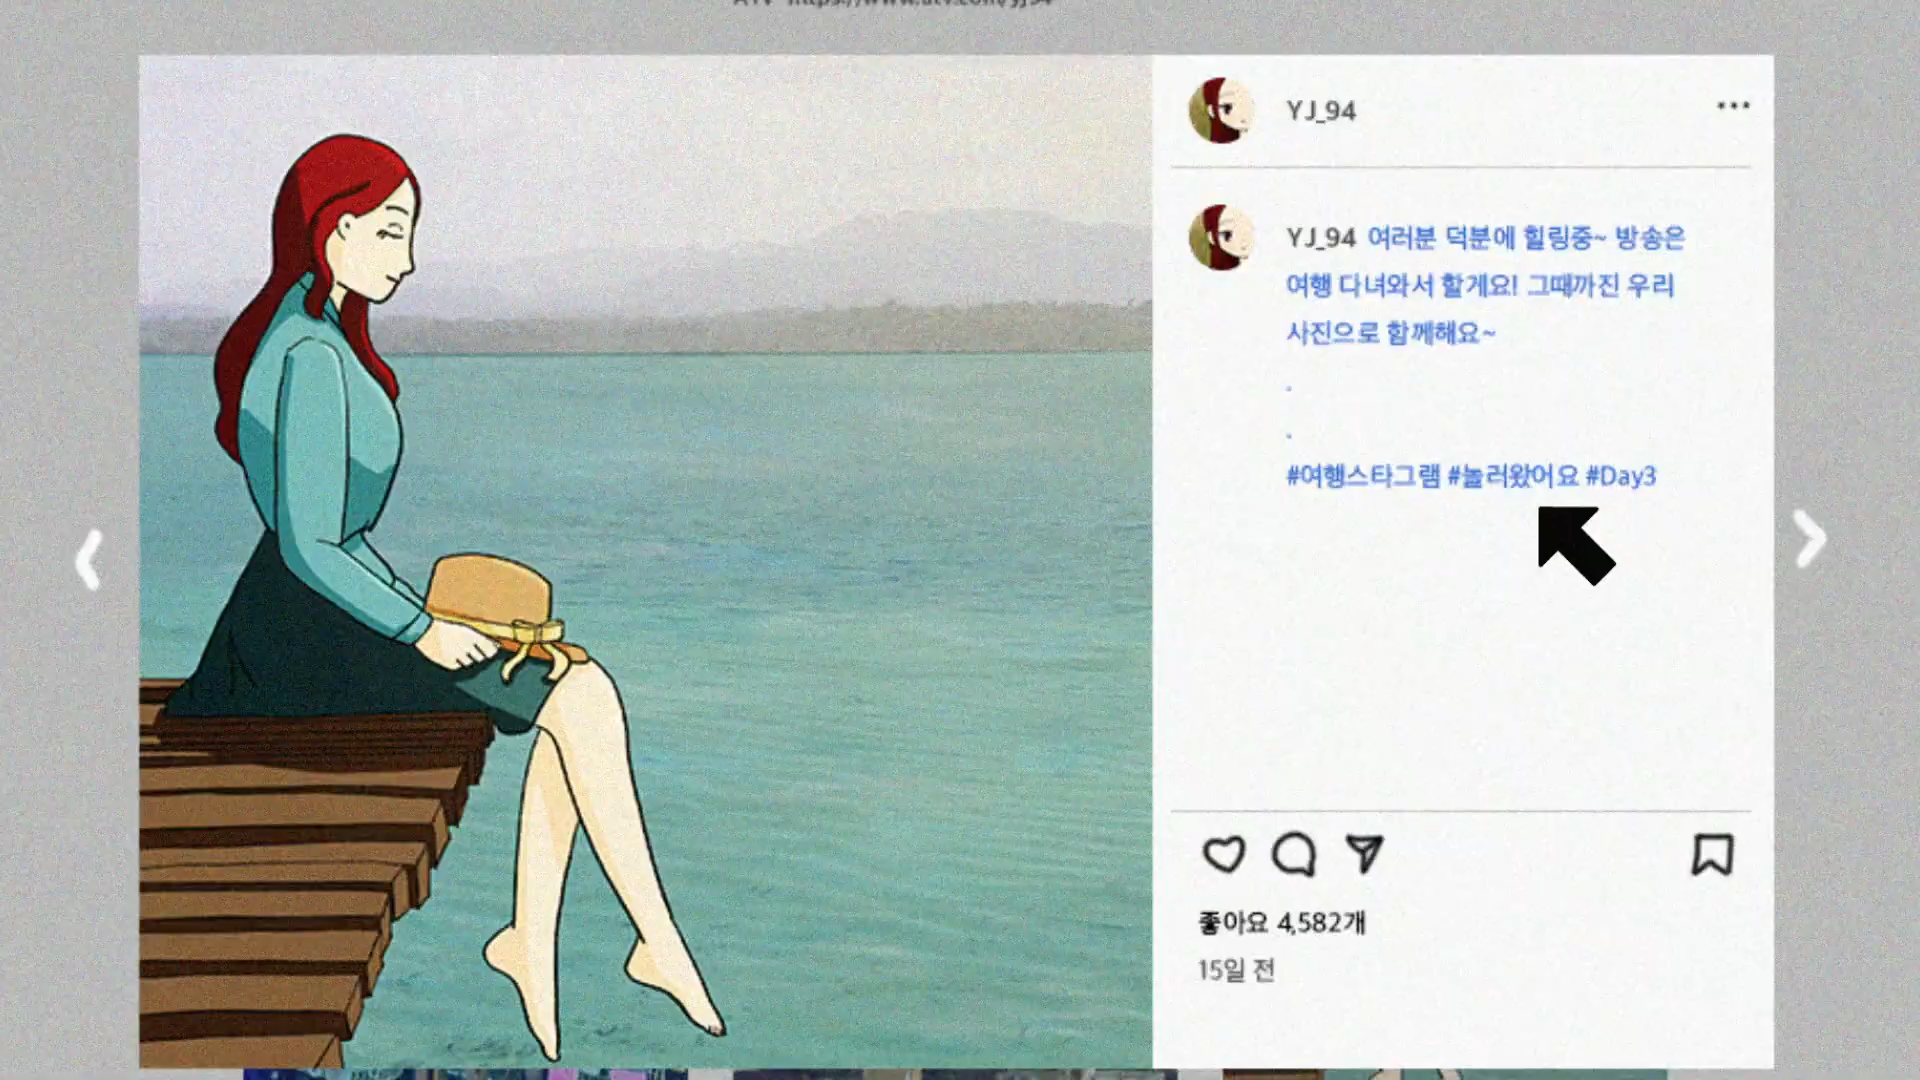 YJ_94
YJ_94 여러분 덕분에 힐링중~ 방송은
여행 다녀와서 할게요! 그때까진 우리
사진으로 함께해요~
.
.
#여행스타그램 #놀러왔어요 #Day3
좋아요 4,582개
15일 전